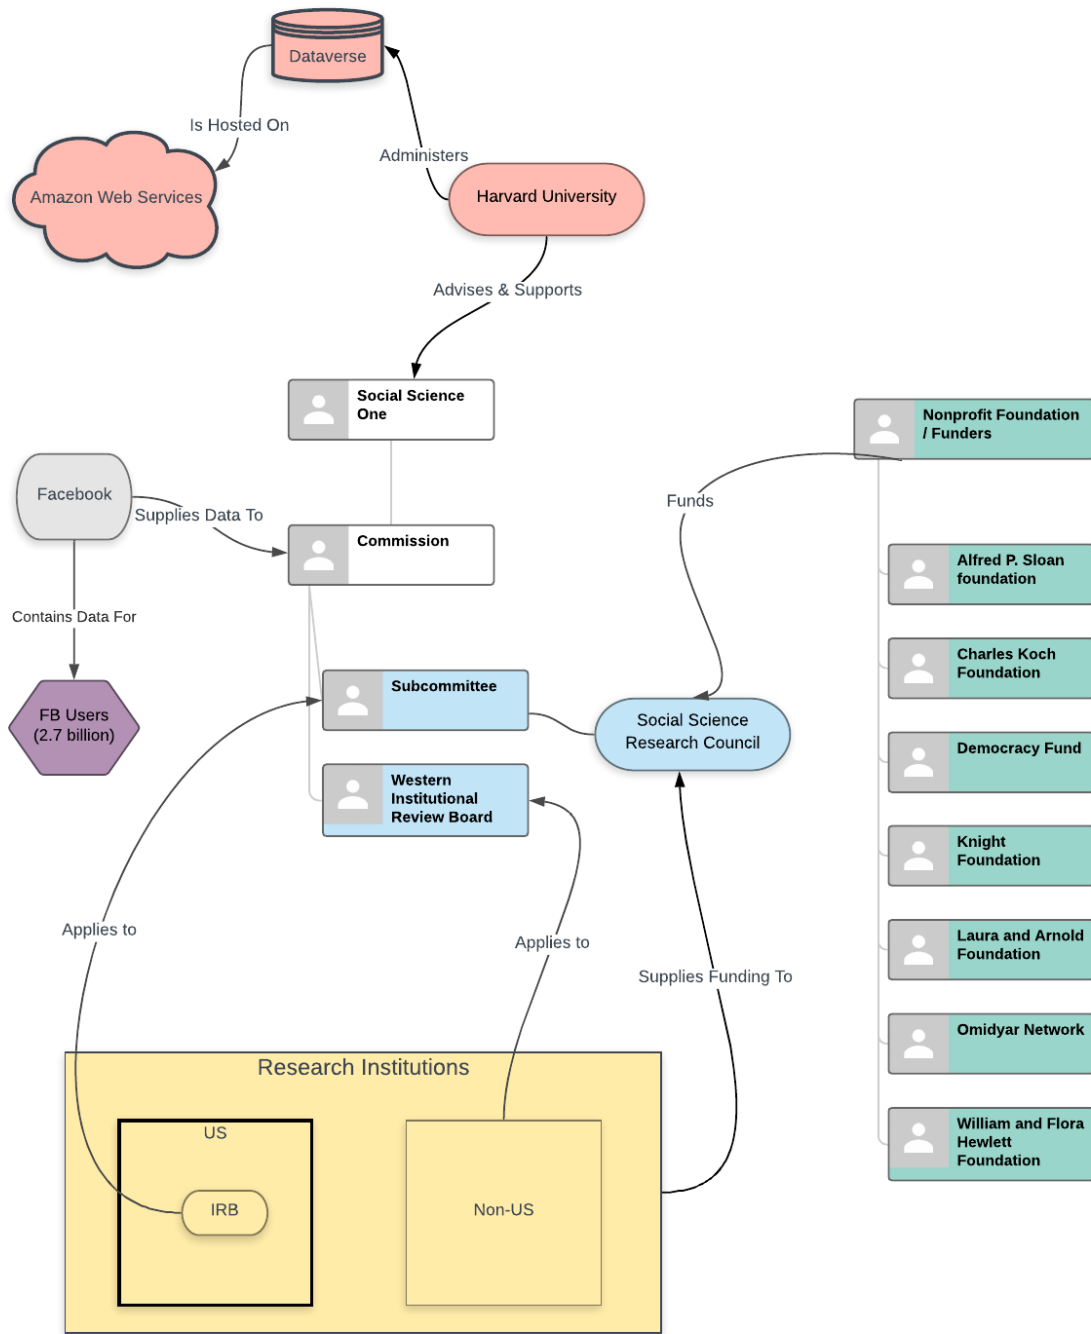 Dataverse
Is Hosted On
Administers
Amazon Web Services
Harvard University
Advises & Supports
Social Science
One
Nonprofit Foundation
/ Funders
Facebook
Supplies Data To
Funds
Commission
Alfred P. Sloan
foundation
Contains Data For
Charles Koch
Foundation
Subcommittee
FB Users
(2.7 billion)
Social Science
Research Council
Democracy Fund
Western
Institutional
Review Board
Knight
Foundation
Applies to
Applies to
Laura and Arnold
Foundation
Supplies Funding To
Omidyar Network
Research Institutions
US
IRB
Non-US
William and Flora
Hewlett
Foundation